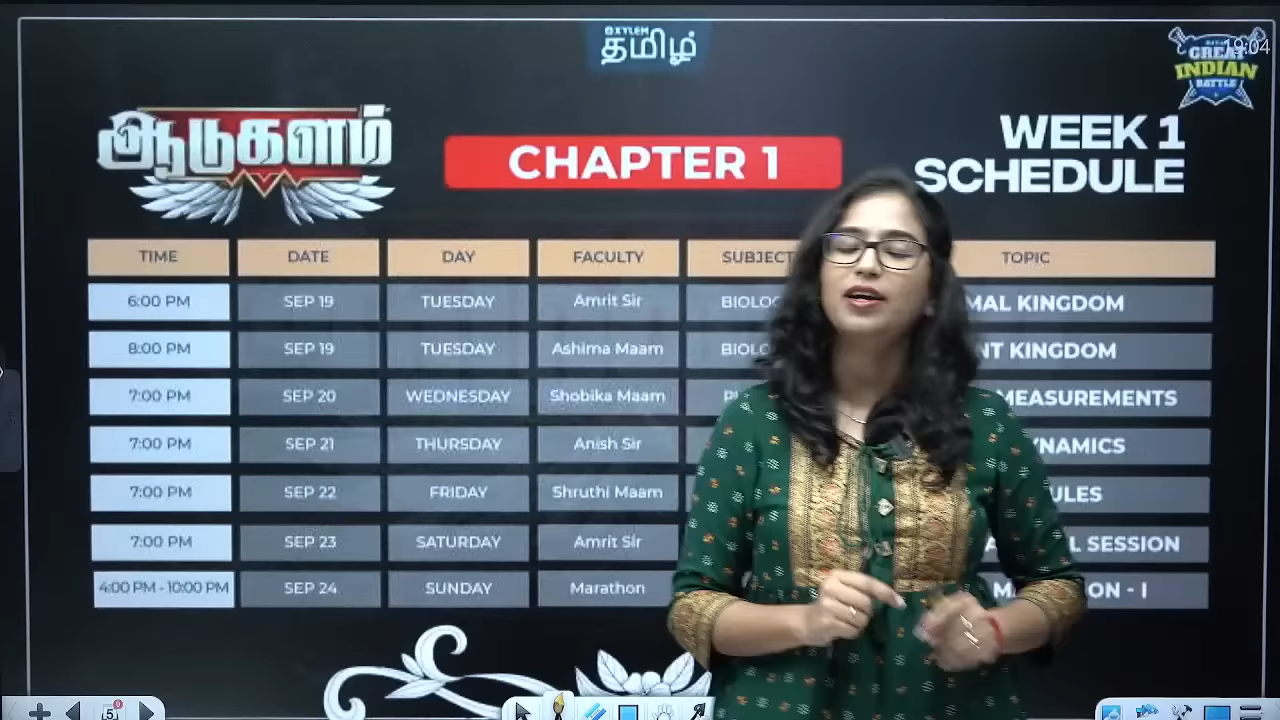 OXYLEM
தமிழ்
19:04
GREAT
INDIAN
BATTLE
ஆடுகளம்
CHAPTER 1
WEEK 1
SCHEDULE
TIME DATE DAY FACULTY SUBJECT TOPIC
6:00 PM SEP 19 TUESDAY Amrit Sir BIOLOG MAL KINGDOM
8:00 PM SEP 19 TUESDAY Ashima Maam BIOLO NT KINGDOM
7:00 PM SEP 20 WEDNESDAY Shobika Maam MEASUREMENTS
7:00 PM SEP 21 THURSDAY Anish Sir YNAMICS
7:00 PM SEP 22 FRIDAY Shruthi Maam ULES
7:00 PM SEP 23 SATURDAY Amrit Sir L SESSION
4:00 PM - 10:00 PM SEP 24 SUNDAY Marathon ON - I
5